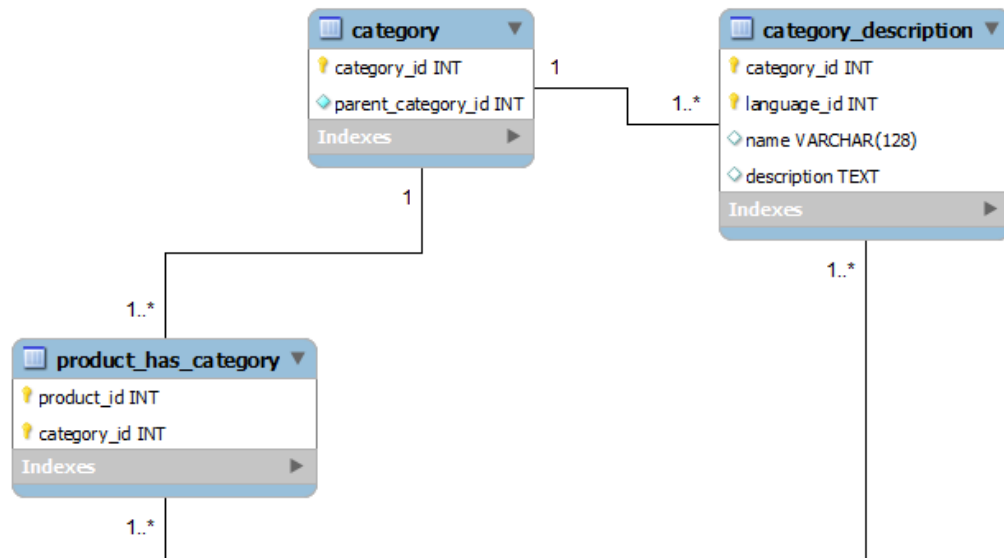 category
category_id INT
parent_category_id INT
Indexes
1
1..*
category_description
category_id INT
language_id INT
name VARCHAR(128)
description TEXT
Indexes
1
1..*
1..*
product_has_category
product_id INT
category_id INT
Indexes
1..*